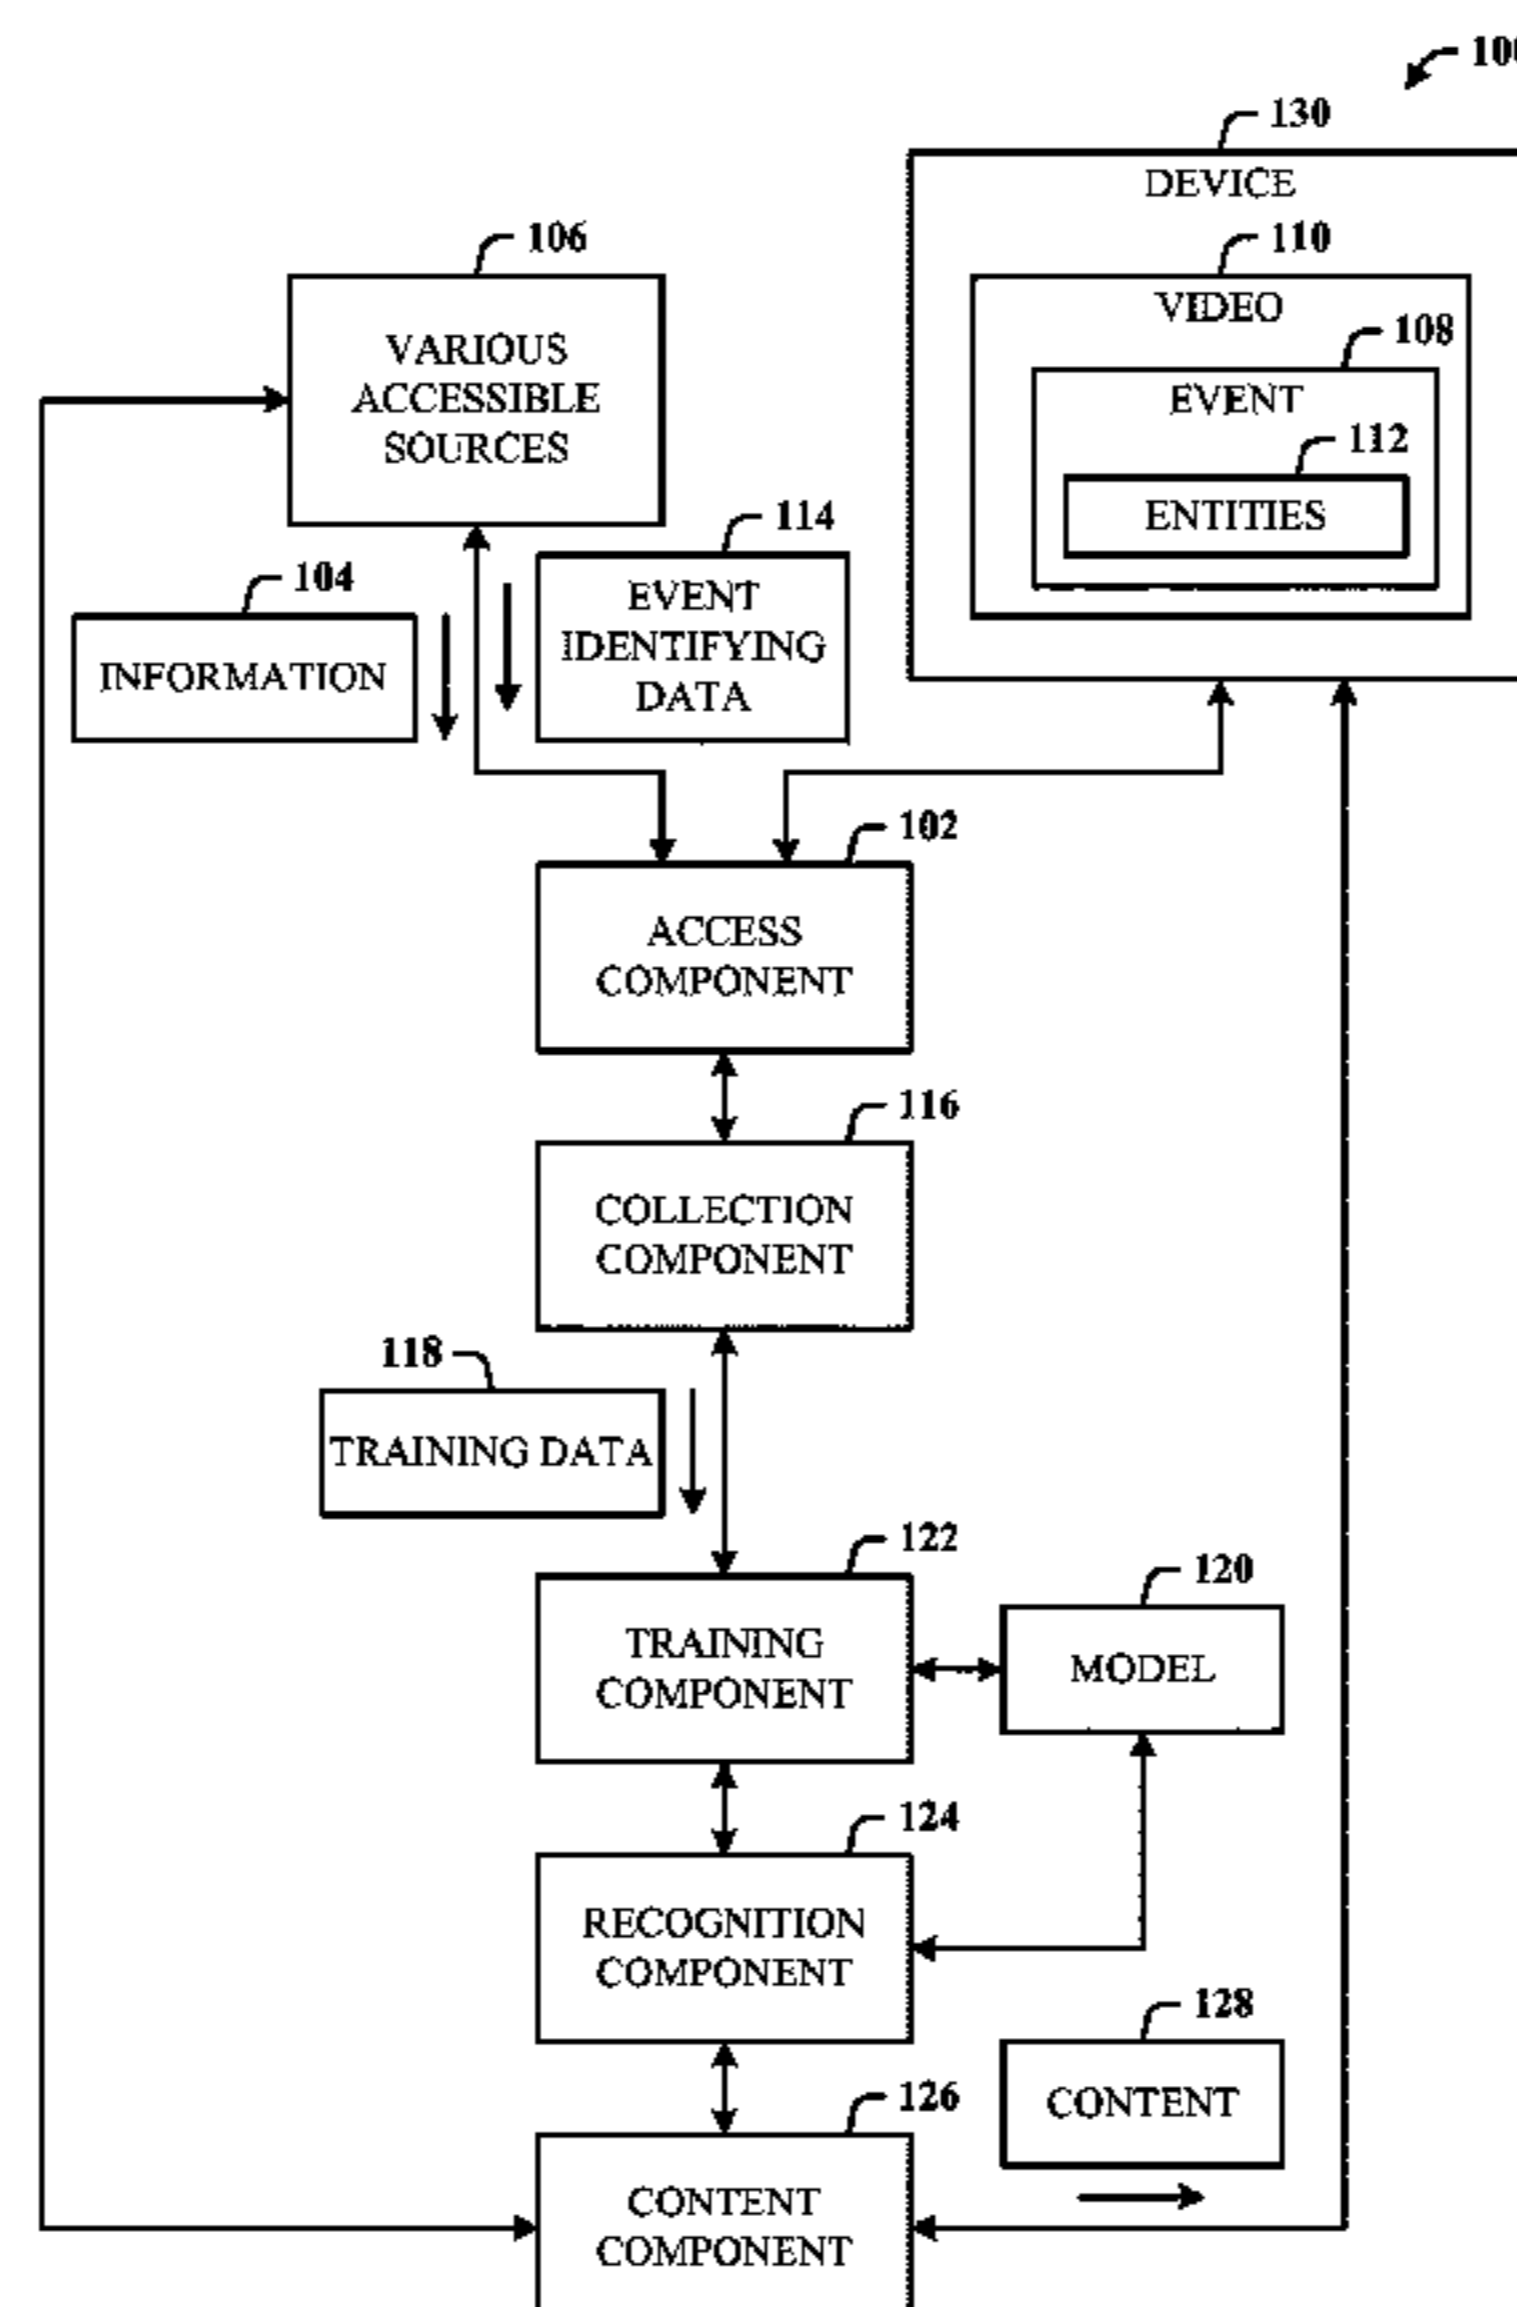 100
130
DEVICE
106
110
VIDEO
108
VARIOUS
ACCESSIBLE
SOURCES
EVENT
112
ENTITIES
114
104
EVENT
IDENTIFYING
DATA
INFORMATION
102
ACCESS
COMPONENT
116
COLLECTION
COMPONENT
118
TRAINING DATA
122
120
TRAINING
COMPONENT
MODEL
124
RECOGNITION
COMPONENT
128
CONTENT
126
CONTENT
COMPONENT